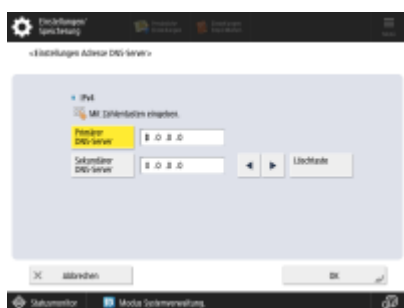 Einstellungen/
Speicherung
<Einstellungen Adresse DNS-Server>
IPv4
Mit Zahlentasten eingeben.
Primärer
DNS-Server
0 .0 .0 .0
Sekundärer
DNS-Server
0 .0 .0 .0
Löschtaste
Abbrechen
OK
Statusmonitor
Modus Systemverwaltung.